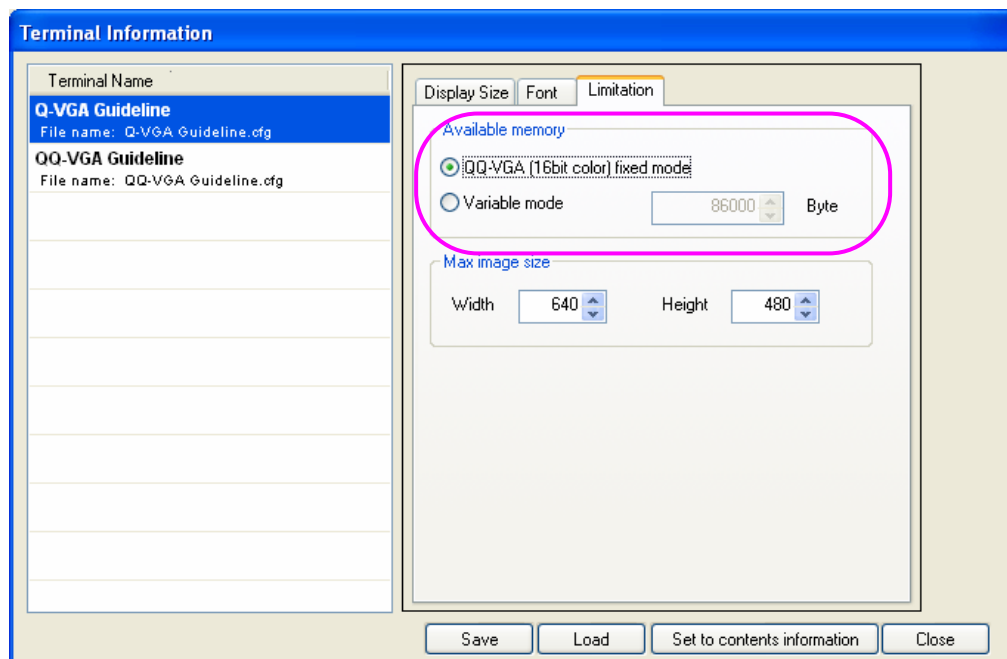 Terminal Information
Terminal Name
Q-VGA Guideline
File name: Q-VGA Guideline.cfg
QQ-VGA Guideline
File name: QQ-VGA Guideline.cfg
Display Size Font Limitation
Available memory
QQ-VGA (16bit color) fixed mode
Variable mode 86000 Byte
Max image size
Width 640 Height 480
Save Load Set to contents information Close